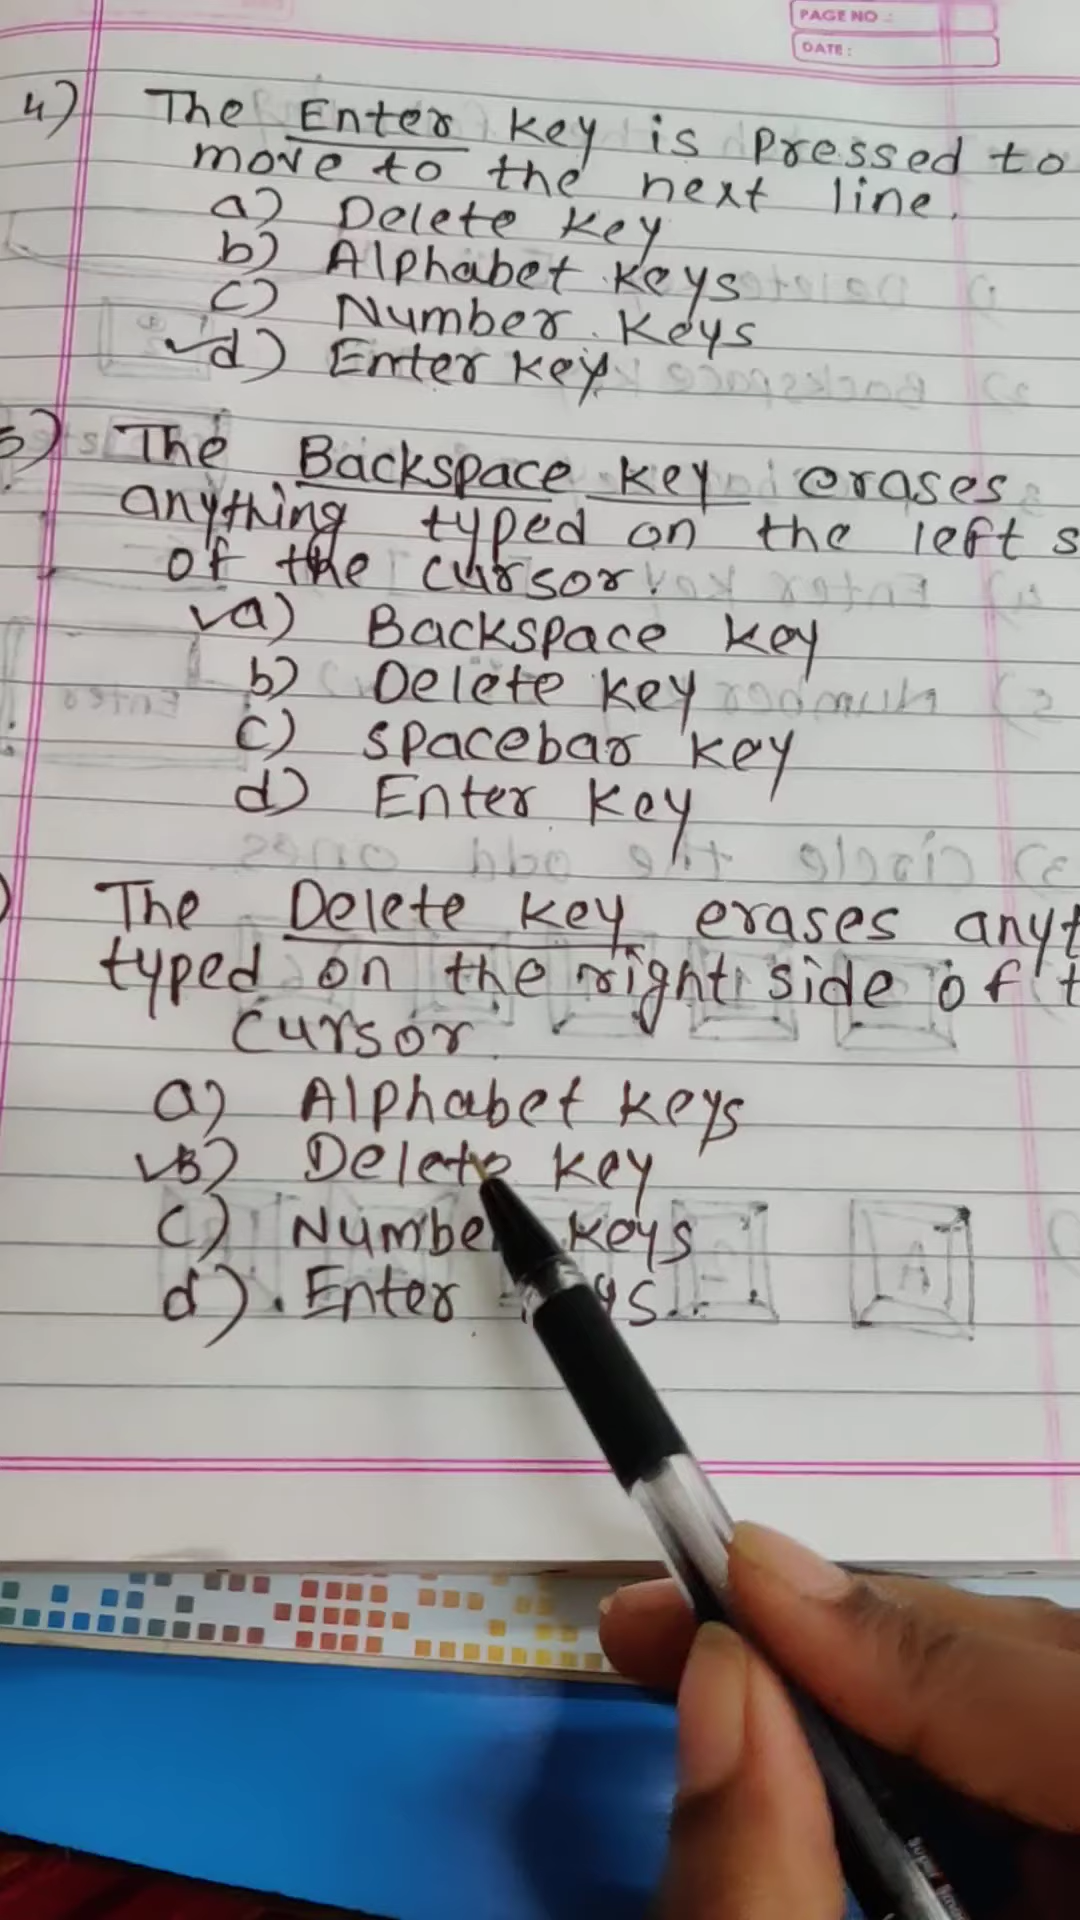 PAGE NO :
DATE :
4) The Enter key is pressed to
move to the next line.
a) Delete key
b) Alphabet keys
c) Number keys
d) Enter key
5) The Backspace key erases
anything typed on the left s
of the cursor.
a) Backspace key
b) Delete key
c) spacebar key
d) Enter key
) The Delete key erases anyt
typed on the right side of t
cursor.
a) Alphabet keys
b) Delete key
c) Number keys
d) Enter keys.